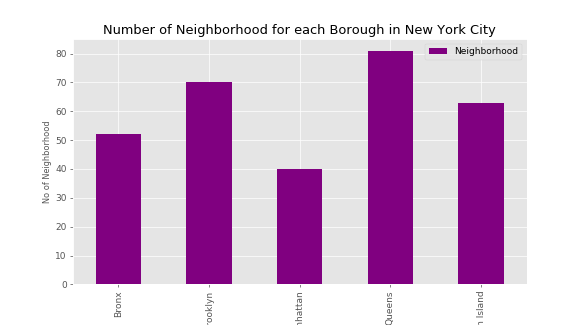 Number of Neighborhood for each Borough in New York City
Neighborhood
No of Neighborhood
80
70
60
50
40
30
20
10
0
Bronx
rooklyn
nhattan
Queens
n Island